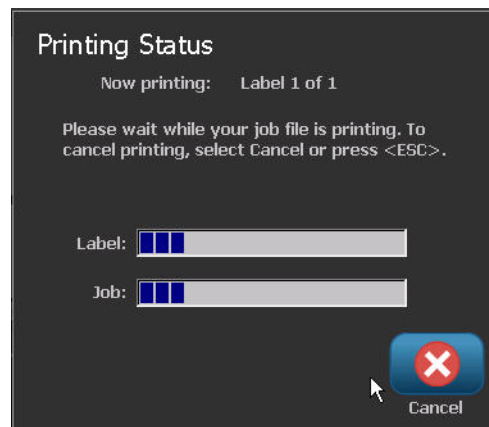 Printing Status
Now printing: Label 1 of 1
Please wait while your job file is printing. To
cancel printing, select Cancel or press <ESC>.
Label:
Job:
Cancel